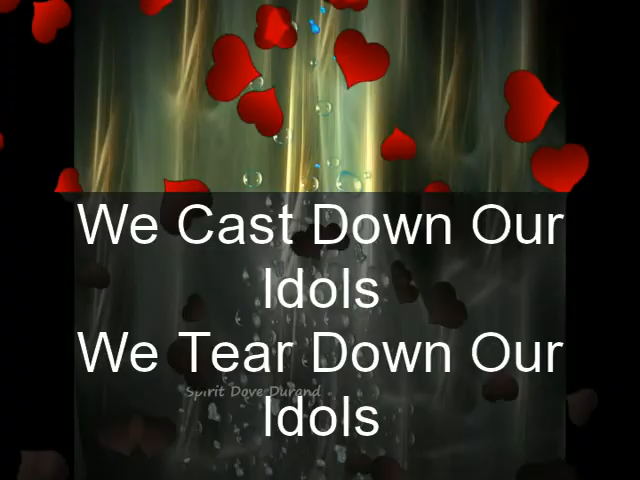 We Cast Down Our
Idols
We Tear Down Our
Spirit Dove Durand
Idols